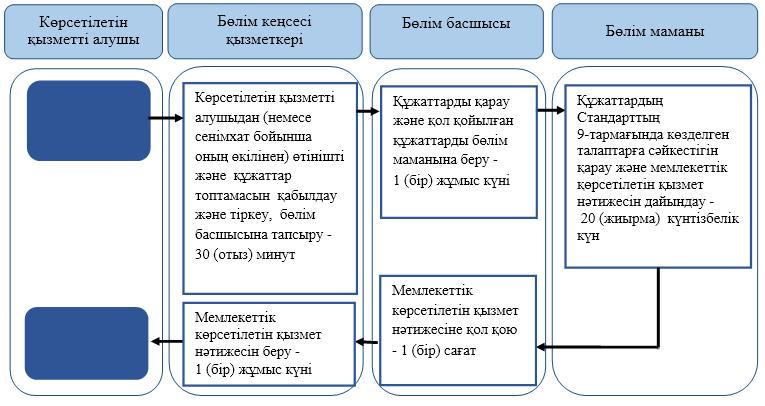 Көрсетілетін
қызметті алушы
Бөлім кеңсесі
қызметкері
Бөлім басшысы
Бөлім маманы
Көрсетілетін қызметті
алушыдан (немесе
сенімхат бойынша
оның өкілінен) өтінішті
және құжаттар
топтамасын қабылдау
және тіркеу, бөлім
басшысына тапсыру -
30 (отыз) минут
Құжаттарды қарау
және қол қойылған
құжаттарды бөлім
маманына беру -
1 (бір) жұмыс күні
Құжаттардың
Стандарттың
9-тармағында көзделген
талаптарға сәйкестігін
қарау және мемлекеттік
көрсетілетін қызмет
нәтижесін дайындау -
20 (жиырма) күнтізбелік
күн
Мемлекеттік
көрсетілетін қызмет
нәтижесін беру -
1 (бір) жұмыс күні
Мемлекеттік
көрсетілетін қызмет
нәтижесіне қол қою
- 1 (бір) сағат